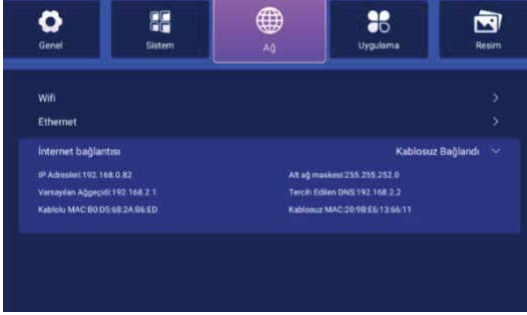 Genel
Sistem
Ağ
Uygulama
Resim
Wifi
Ethernet
İnternet bağlantısı
Kablosuz Bağlandı
IP Adresleri:192.168.0.82
Alt ağ maskesi:255.255.252.0
Varsayılan Ağgeçidi:192.168.2.1
Tercih Edilen DNS:192.168.2.2
Kablolu MAC:B0:D5:68:2A:B6:ED
Kablosuz MAC:20:9B:E6:13:66:11